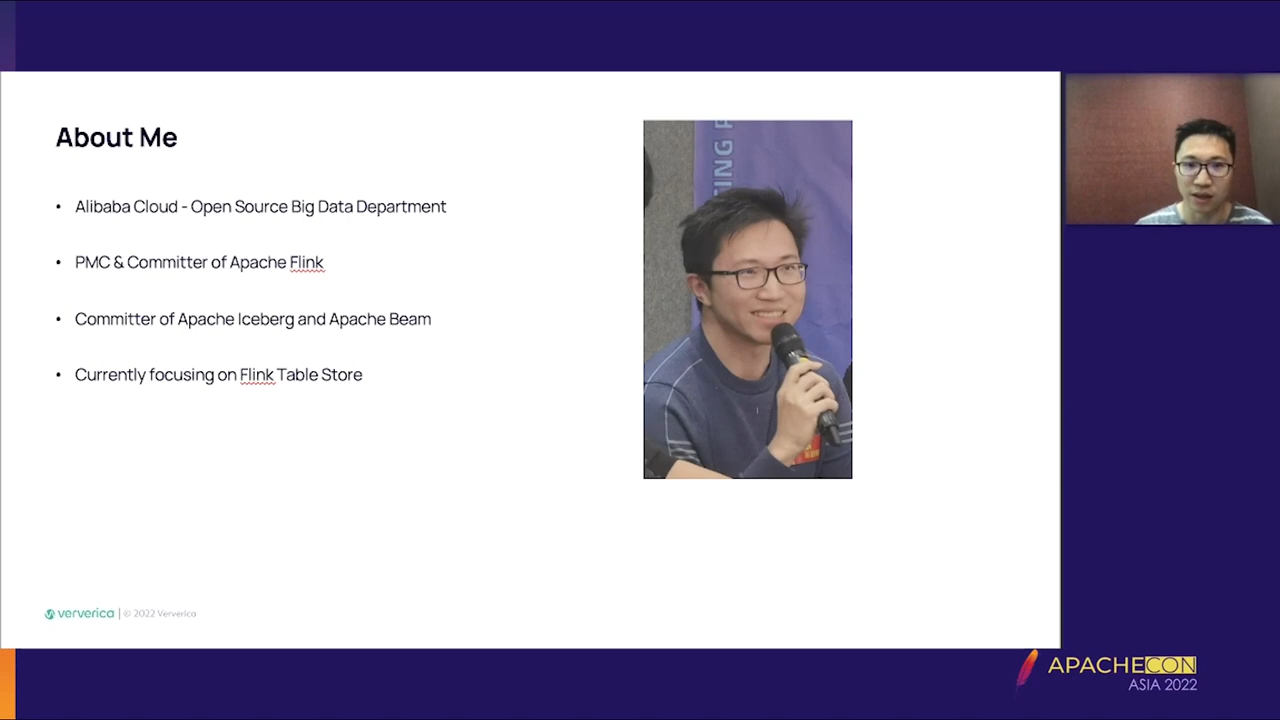 About Me
• Alibaba Cloud - Open Source Big Data Department
• PMC & Committer of Apache Flink
• Committer of Apache Iceberg and Apache Beam
• Currently focusing on Flink Table Store
ververica | © 2022 Ververica
APACHECON
ASIA 2022